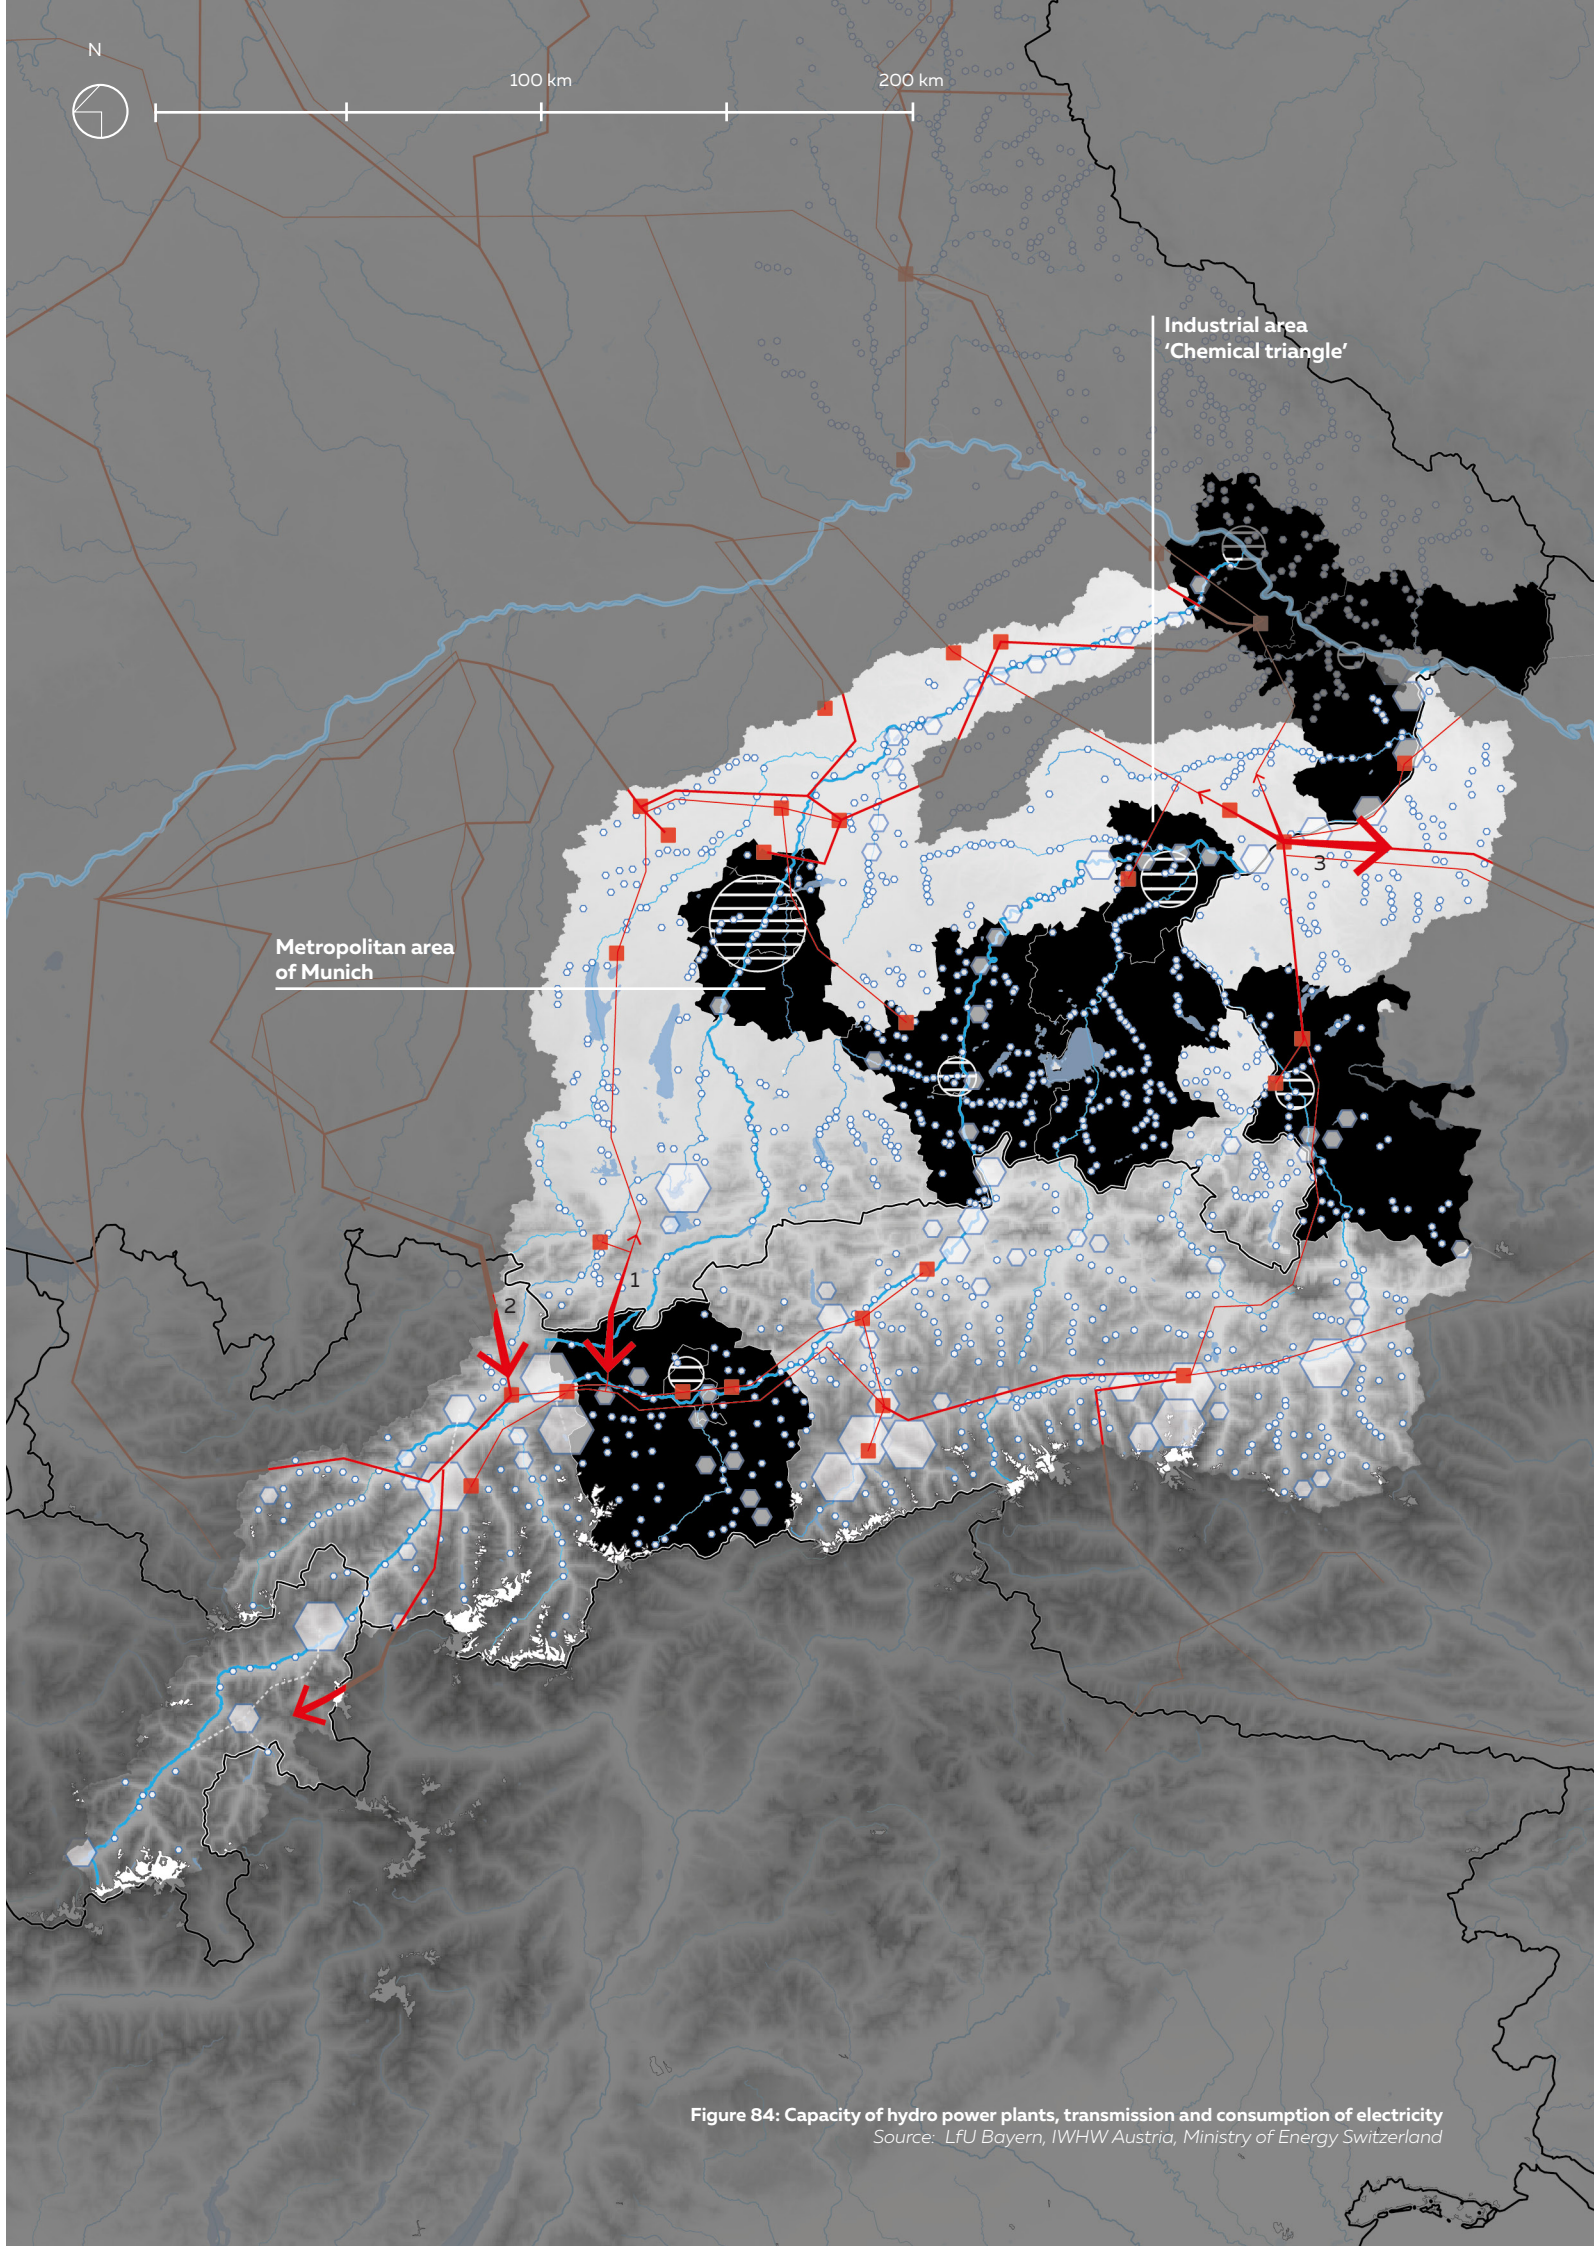 N
100 km
200 km
Industrial area
‘Chemical triangle’
3
Metropolitan area
of Munich
1
2
Figure 84: Capacity of hydro power plants, transmission and consumption of electricity
Source: LfU Bayern, IWHW Austria, Ministry of Energy Switzerland